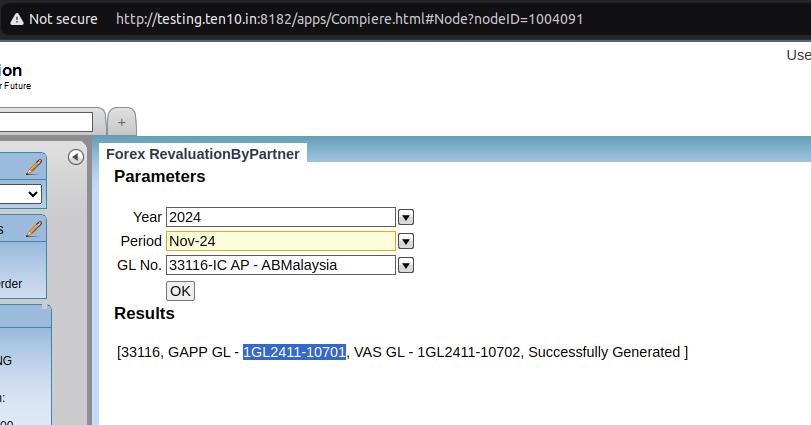 Not secure http://testing.ten10.in:8182/apps/Compiere.html#Node?nodeID=1004091
Use
ion
r Future
+
Forex RevaluationByPartner
Parameters
Year 2024
Period Nov-24
GL No. 33116-IC AP - ABMalaysia
OK
Results
[33116, GAPP GL - 1GL2411-10701, VAS GL - 1GL2411-10702, Successfully Generated ]
s
rder
NG
n:
00